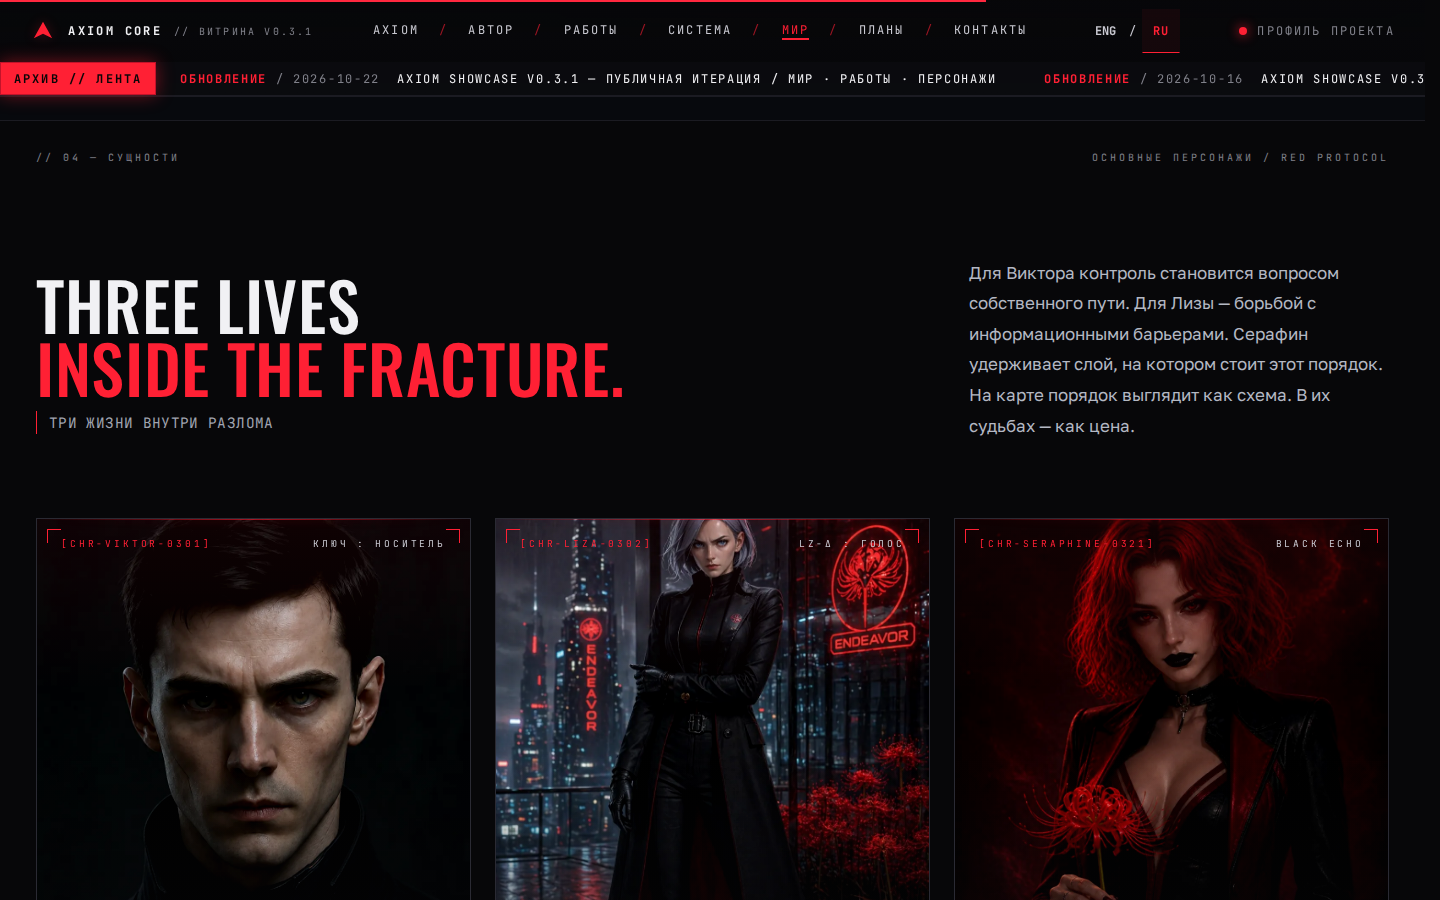 AXIOM CORE // ВИТРИНА V0.3.1
АXIOM / АВТОР / РАБОТЫ / СИСТЕМА / МИР / ПЛАНЫ / КОНТАКТЫ
ENG / RU
ПРОФИЛЬ ПРОЕКТА
АРХИВ // ЛЕНТА
ОБНОВЛЕНИЕ / 2026-10-22 AXIOM SHOWCASE V0.3.1 — ПУБЛИЧНАЯ ИТЕРАЦИЯ / МИР · РАБОТЫ · ПЕРСОНАЖИ
ОБНОВЛЕНИЕ / 2026-10-16 AXIOM SHOWCASE V0.3
// 04 — СУЩНОСТИ
ОСНОВНЫЕ ПЕРСОНАЖИ / RED PROTOCOL
THREE LIVES
INSIDE THE FRACTURE.
ТРИ ЖИЗНИ ВНУТРИ РАЗЛОМА
Для Виктора контроль становится вопросом
собственного пути. Для Лизы — борьбой с
информационными барьерами. Серафин
удерживает слой, на котором стоит этот порядок.
На карте порядок выглядит как схема. В их
судьбах — как цена.
[CHR-VIKTOR-0301]
КЛЮЧ : НОСИТЕЛЬ
[CHR-LIZA-0302]
LZ-Δ : ГОЛОС
ENDEAVOR
ENDEAVOR
[CHR-SERAPHINE-0321]
BLACK ECHO